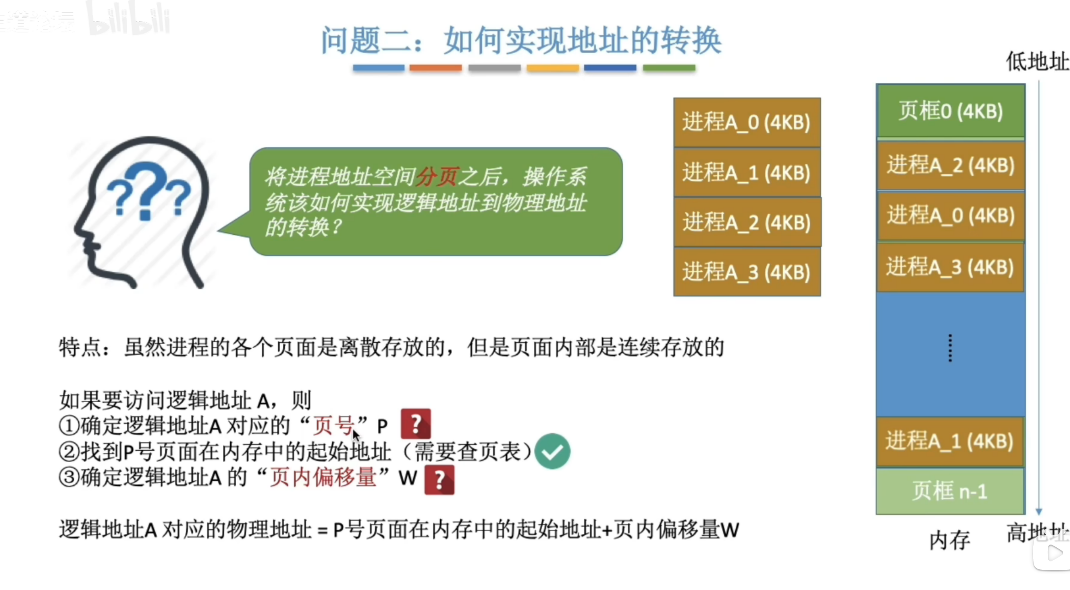 bilibili
问题二：如何实现地址的转换
低地址
将进程地址空间分页之后，操作系
统该如何实现逻辑地址到物理地址
的转换？
???
进程A_0 (4KB)
进程A_1 (4KB)
进程A_2 (4KB)
进程A_3 (4KB)
页框0 (4KB)
进程A_2 (4KB)
进程A_0 (4KB)
进程A_3 (4KB)
进程A_1 (4KB)
页框 n-1
内存
高地址
特点：虽然进程的各个页面是离散存放的，但是页面内部是连续存放的
如果要访问逻辑地址 A，则
①确定逻辑地址A 对应的“页号”P ?
②找到P号页面在内存中的起始地址（需要查页表）
③确定逻辑地址A 的“页内偏移量”W ?
逻辑地址A 对应的物理地址 = P号页面在内存中的起始地址+页内偏移量W